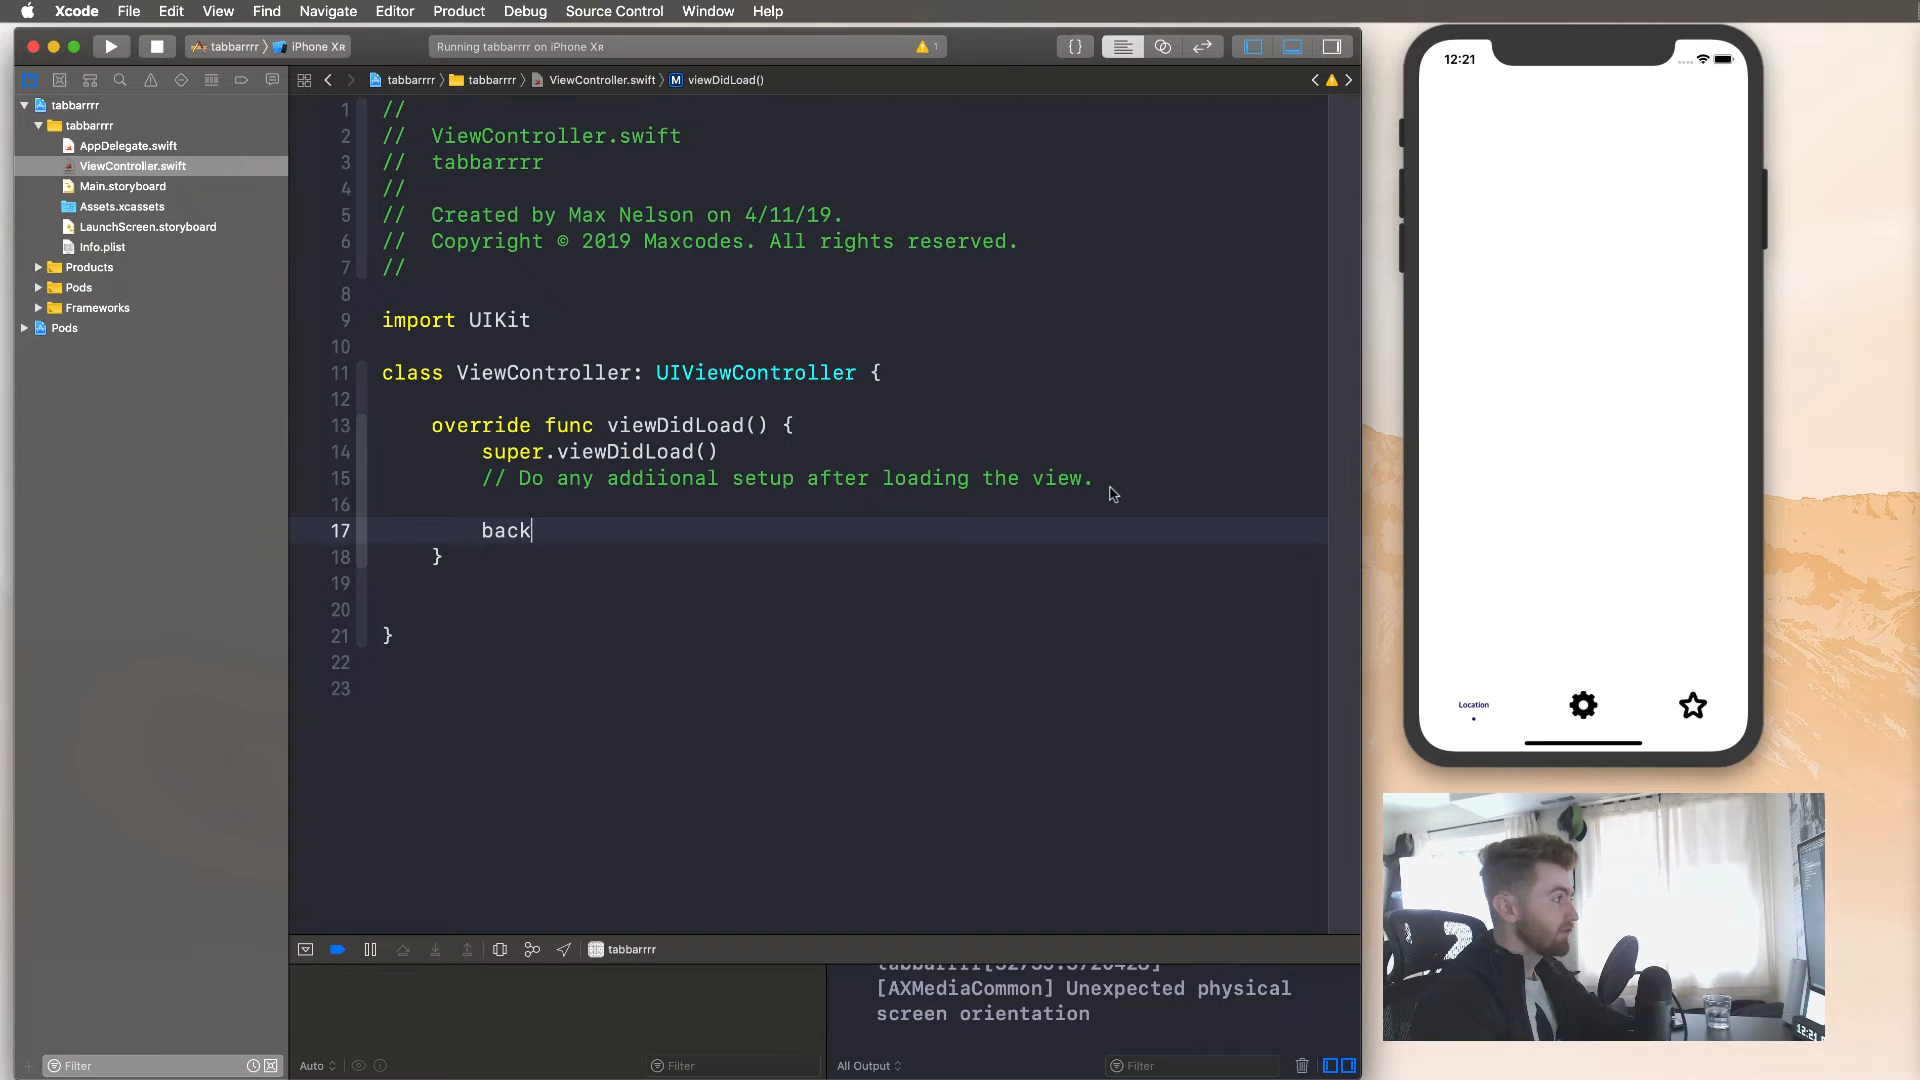 Xcode File Edit View Find Navigate Editor Product Debug Source Control Window Help
tabbarrrr iPhone XR
Running tabbarrrr on iPhone XR
1
tabbarrrr
tabbarrrr
AppDelegate.swift
ViewController.swift
Main.storyboard
Assets.xcassets
LaunchScreen.storyboard
Info.plist
Products
Pods
Frameworks
Pods
Filter
tabbarrrr tabbarrrr ViewController.swift M viewDidLoad()
1 //
2 // ViewController.swift
3 // tabbarrrr
4 //
5 // Created by Max Nelson on 4/11/19.
6 // Copyright © 2019 Maxcodes. All rights reserved.
7 //
8
9 import UIKit
10
11 class ViewController: UIViewController {
12
13 override func viewDidLoad() {
14 super.viewDidLoad()
15 // Do any addiional setup after loading the view.
16
17 back
18 }
19
20
21 }
22
23
tabbarrrr
[AXMediaCommon] Unexpected physical
screen orientation
Auto
Filter
All Output
Filter
12:21
Location
12:21